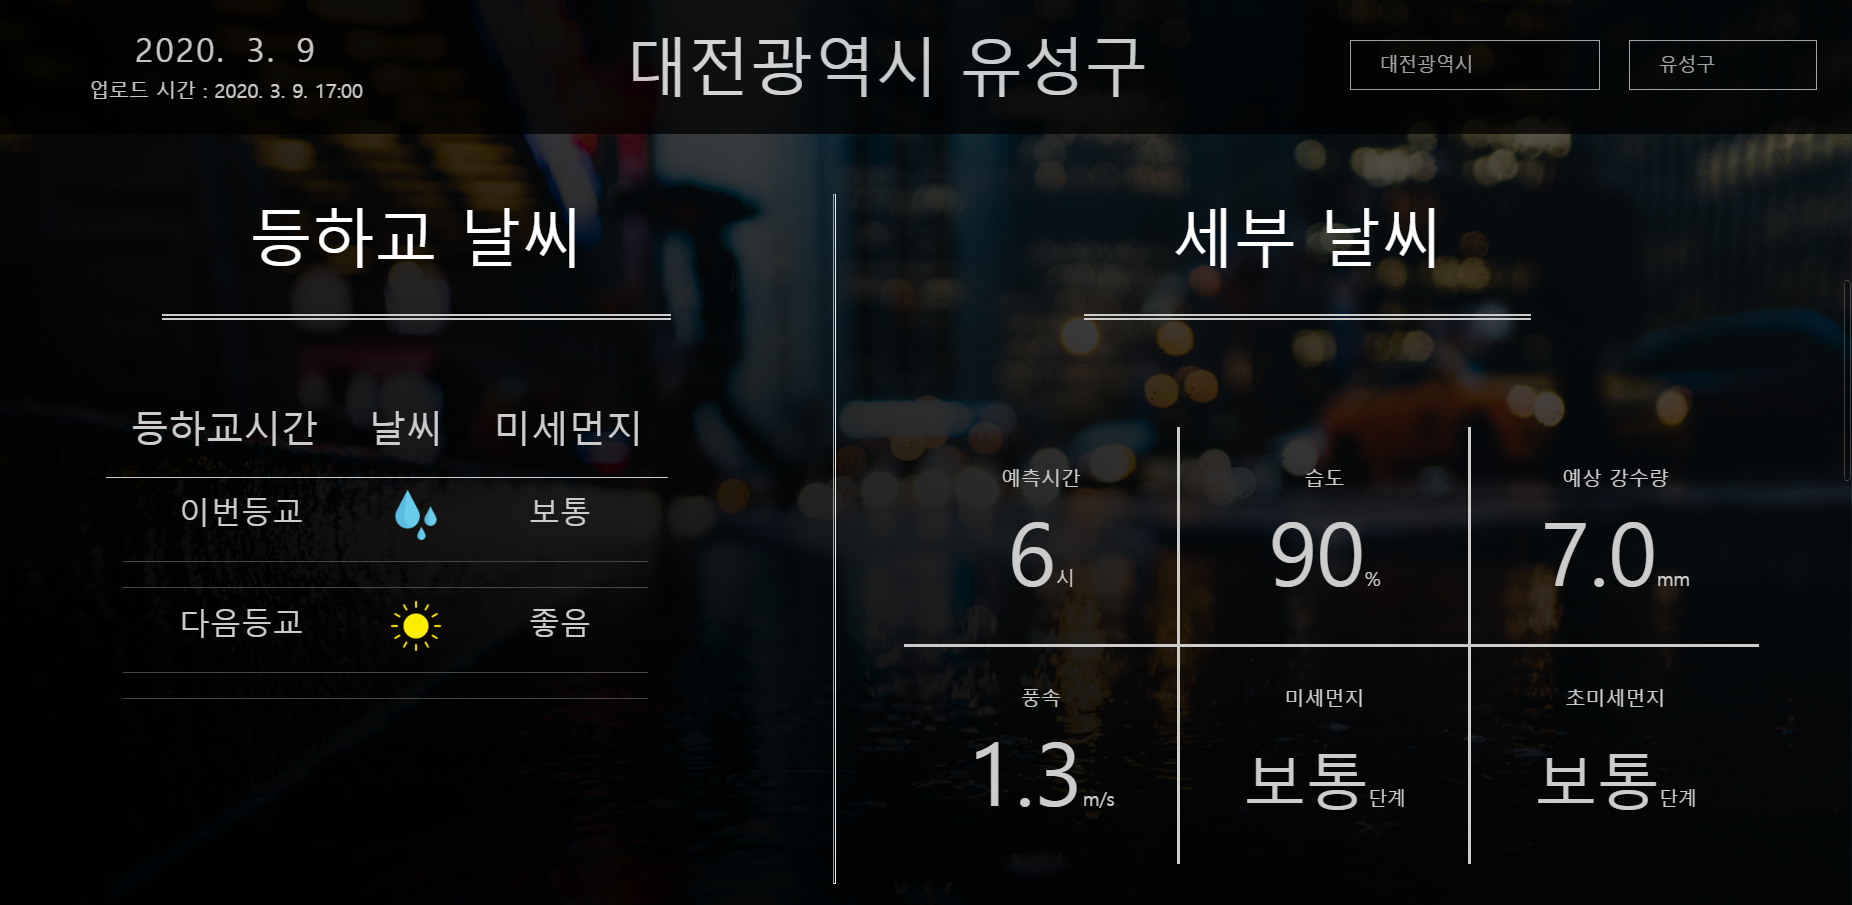 2020. 3. 9
업로드 시간 : 2020. 3. 9. 17:00
대전광역시 유성구
대전광역시
유성구
등하교 날씨
등하교시간 날씨 미세먼지
이번등교 보통
다음등교 좋음
세부 날씨
예측시간
6시
습도
90%
예상 강수량
7.0mm
풍속
1.3m/s
미세먼지
보통단계
초미세먼지
보통단계